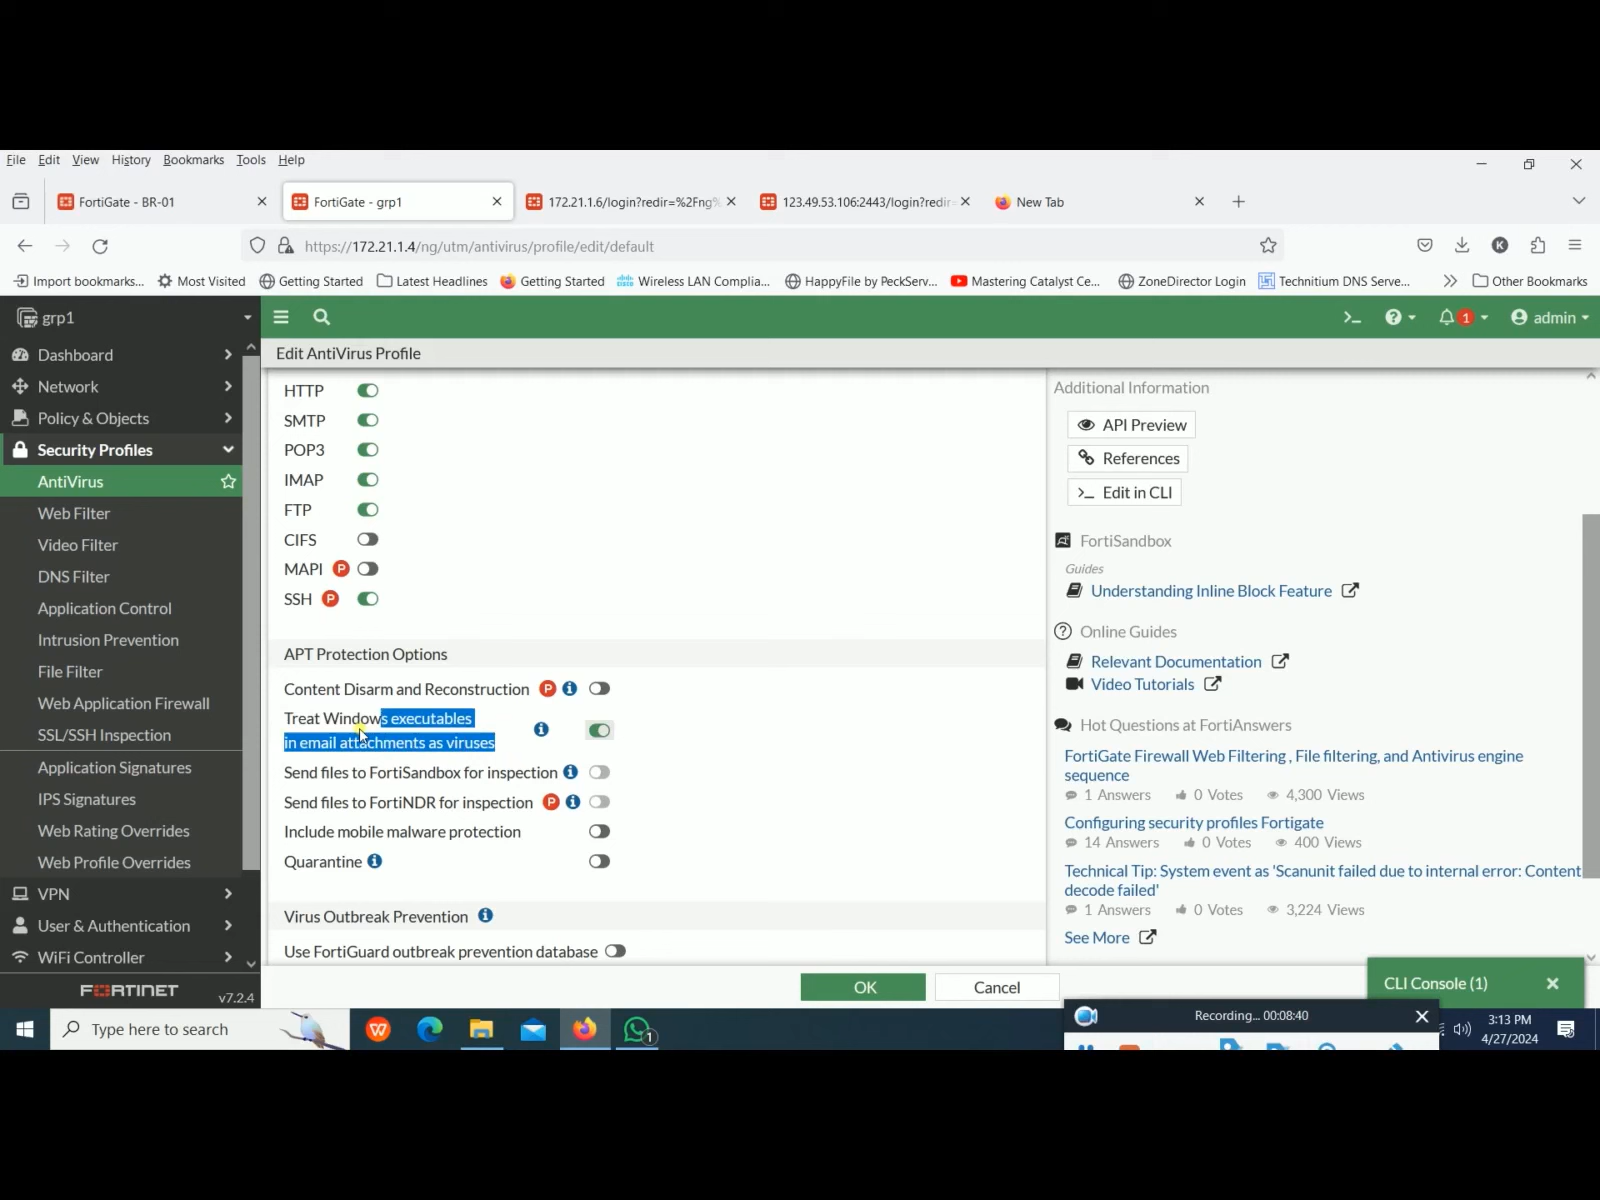 File Edit View History Bookmarks Tools Help
FortiGate - BR-01
FortiGate - grp1
172.21.1.6/login?redir=%2Fng%
123.49.53.106:2443/login?redir=
New Tab
https://172.21.1.4/ng/utm/antivirus/profile/edit/default
K
Import bookmarks... Most Visited Getting Started Latest Headlines Getting Started Wireless LAN Complia... HappyFile by PeckServ... Mastering Catalyst Ce... ZoneDirector Login Technitium DNS Serve... Other Bookmarks
grp1
1 admin
Edit AntiVirus Profile
Dashboard
Network
Policy & Objects
Security Profiles
AntiVirus
Web Filter
Video Filter
DNS Filter
Application Control
Intrusion Prevention
File Filter
Web Application Firewall
SSL/SSH Inspection
Application Signatures
IPS Signatures
Web Rating Overrides
Web Profile Overrides
VPN
User & Authentication
WiFi Controller
FORTINET v7.2.4
HTTP
SMTP
POP3
IMAP
FTP
CIFS
MAPI P
SSH P
APT Protection Options
Content Disarm and Reconstruction P
Treat Windows executables
in email attachments as viruses
Send files to FortiSandbox for inspection
Send files to FortiNDR for inspection P
Include mobile malware protection
Quarantine
Virus Outbreak Prevention
Use FortiGuard outbreak prevention database
OK Cancel
Additional Information
API Preview
References
>_ Edit in CLI
FortiSandbox
Guides
Understanding Inline Block Feature
Online Guides
Relevant Documentation
Video Tutorials
Hot Questions at FortiAnswers
FortiGate Firewall Web Filtering , File filtering, and Antivirus engine
sequence
1 Answers 0 Votes 4,300 Views
Configuring security profiles Fortigate
14 Answers 0 Votes 400 Views
Technical Tip: System event as 'Scanunit failed due to internal error: Content
decode failed'
1 Answers 0 Votes 3,224 Views
See More
CLI Console (1)
Recording... 00:08:40
Type here to search
W
1
3:13 PM
4/27/2024